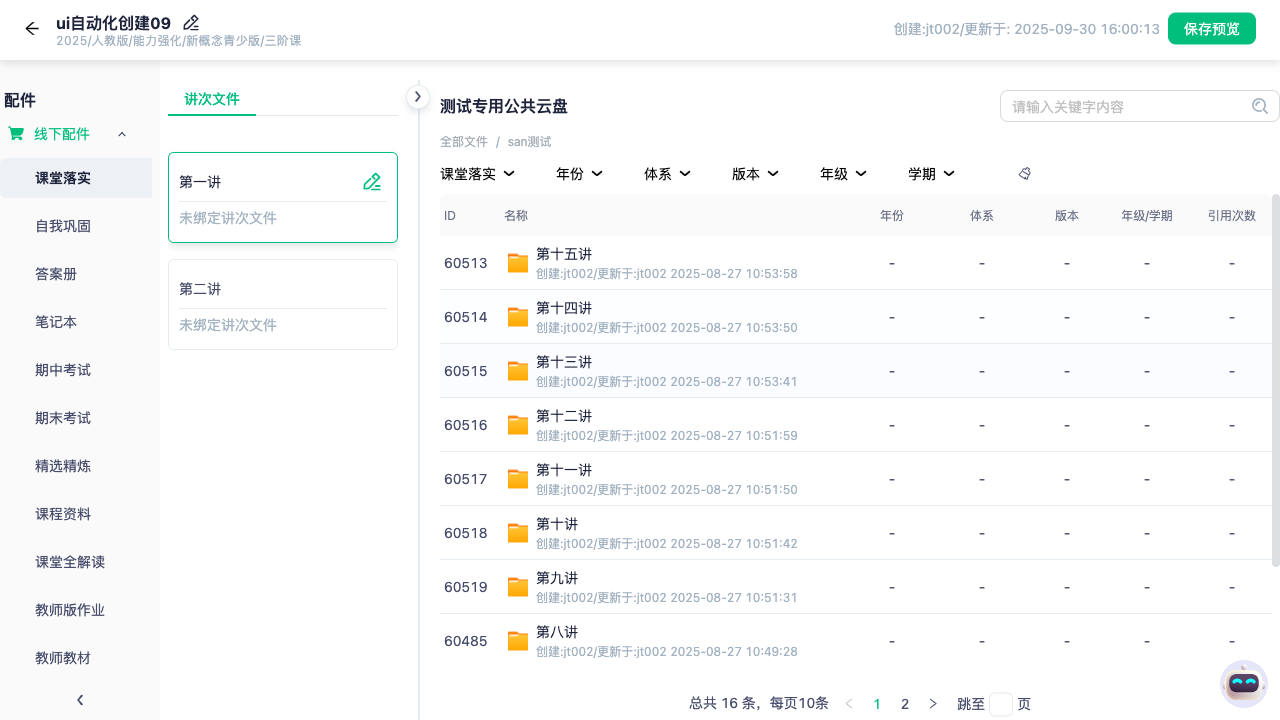 ui自动化创建09
2025/人教版/能力强化/新概念青少版/三阶课
创建:jt002/更新于: 2025-09-30 16:00:13
保存预览
配件
线下配件
课堂落实
自我巩固
答案册
笔记本
期中考试
期末考试
精选精炼
课程资料
课堂全解读
教师版作业
教师教材
讲次文件
第一讲
未绑定讲次文件
第二讲
未绑定讲次文件
测试专用公共云盘
请输入关键字内容
全部文件 / san测试
课堂落实 年份 体系 版本 年级 学期
ID 名称 年份 体系 版本 年级/学期 引用次数
60513 第十五讲 - - - - -
创建:jt002/更新于:jt002 2025-08-27 10:53:58
60514 第十四讲 - - - - -
创建:jt002/更新于:jt002 2025-08-27 10:53:50
60515 第十三讲 - - - - -
创建:jt002/更新于:jt002 2025-08-27 10:53:41
60516 第十二讲 - - - - -
创建:jt002/更新于:jt002 2025-08-27 10:51:59
60517 第十一讲 - - - - -
创建:jt002/更新于:jt002 2025-08-27 10:51:50
60518 第十讲 - - - - -
创建:jt002/更新于:jt002 2025-08-27 10:51:42
60519 第九讲 - - - - -
创建:jt002/更新于:jt002 2025-08-27 10:51:31
60485 第八讲 - - - - -
创建:jt002/更新于:jt002 2025-08-27 10:49:28
总共 16 条，每页10条 1 2 跳至 页